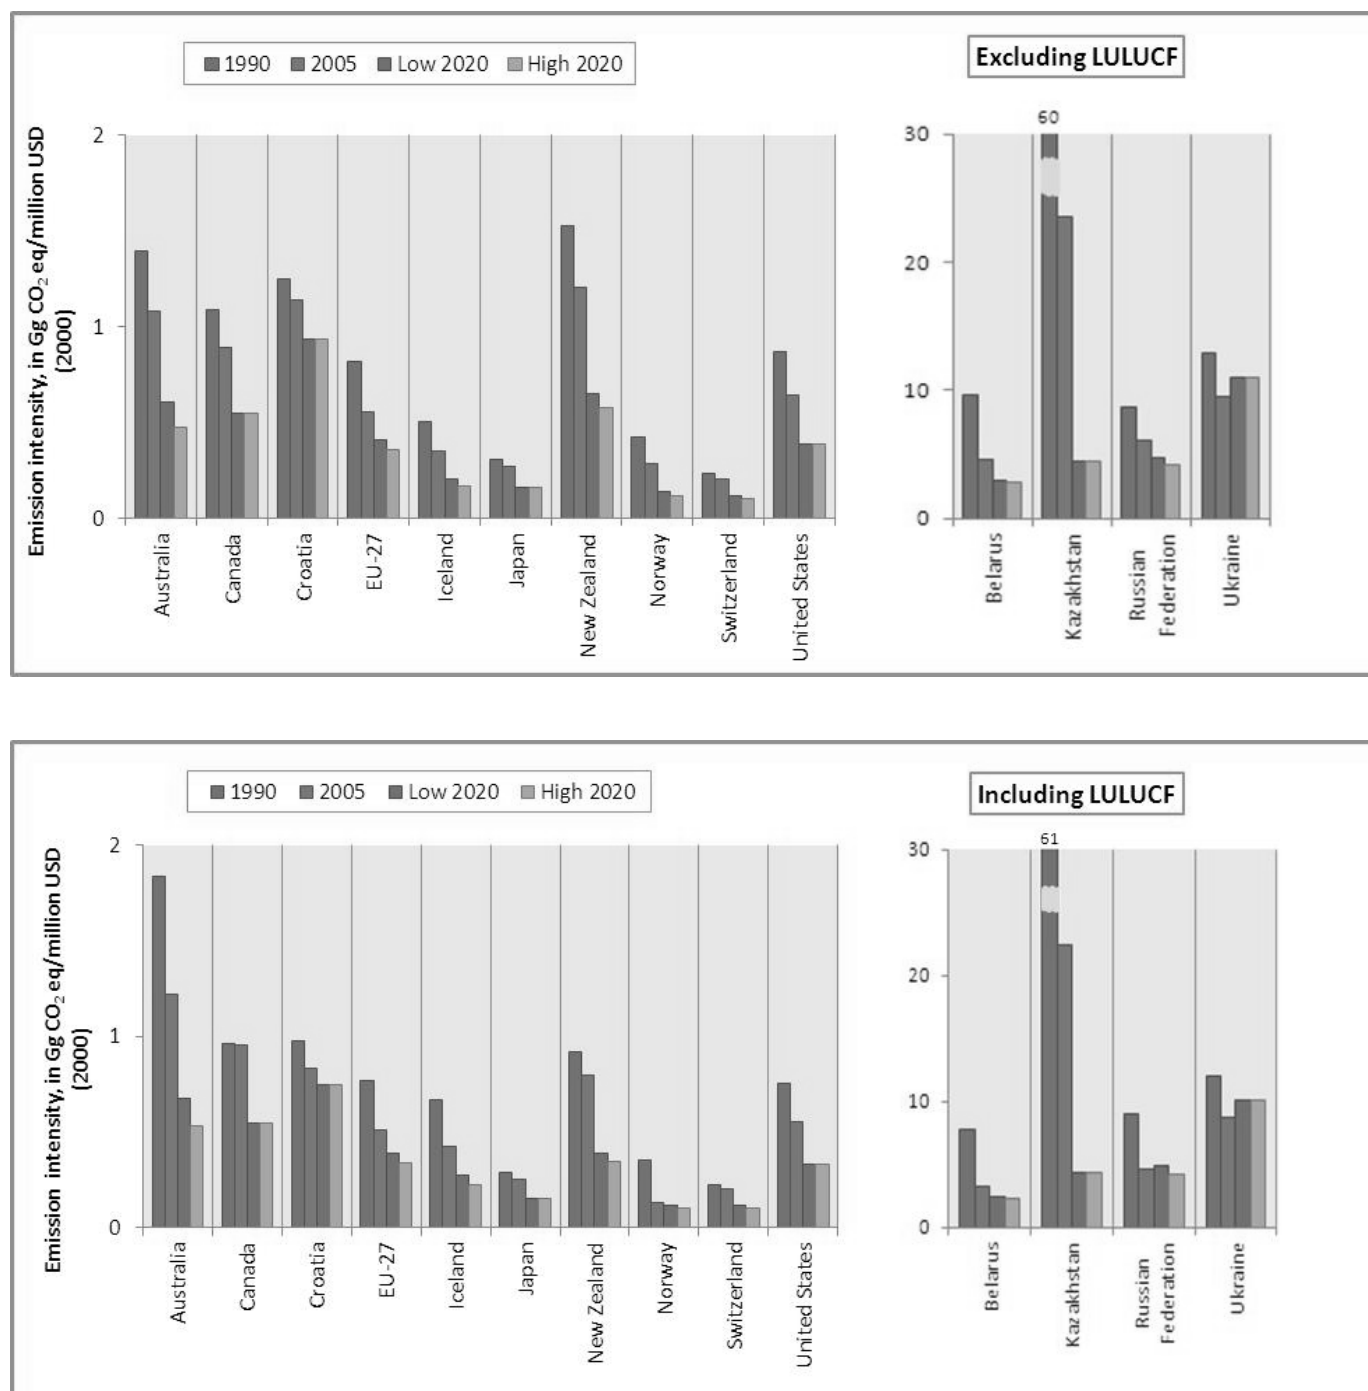 1990 2005 Low 2020 High 2020
Excluding LULUCF
Emission intensity, in Gg CO₂ eq/million USD
(2000)
2
1
0
Australia
Canada
Croatia
EU-27
Iceland
Japan
New Zealand
Norway
Switzerland
United States
60
30
20
10
0
Belarus
Kazakhstan
Russian
Federation
Ukraine
1990 2005 Low 2020 High 2020
Including LULUCF
Emission intensity, in Gg CO₂ eq/million USD
(2000)
2
1
0
Australia
Canada
Croatia
EU-27
Iceland
Japan
New Zealand
Norway
Switzerland
United States
61
30
20
10
0
Belarus
Kazakhstan
Russian
Federation
Ukraine